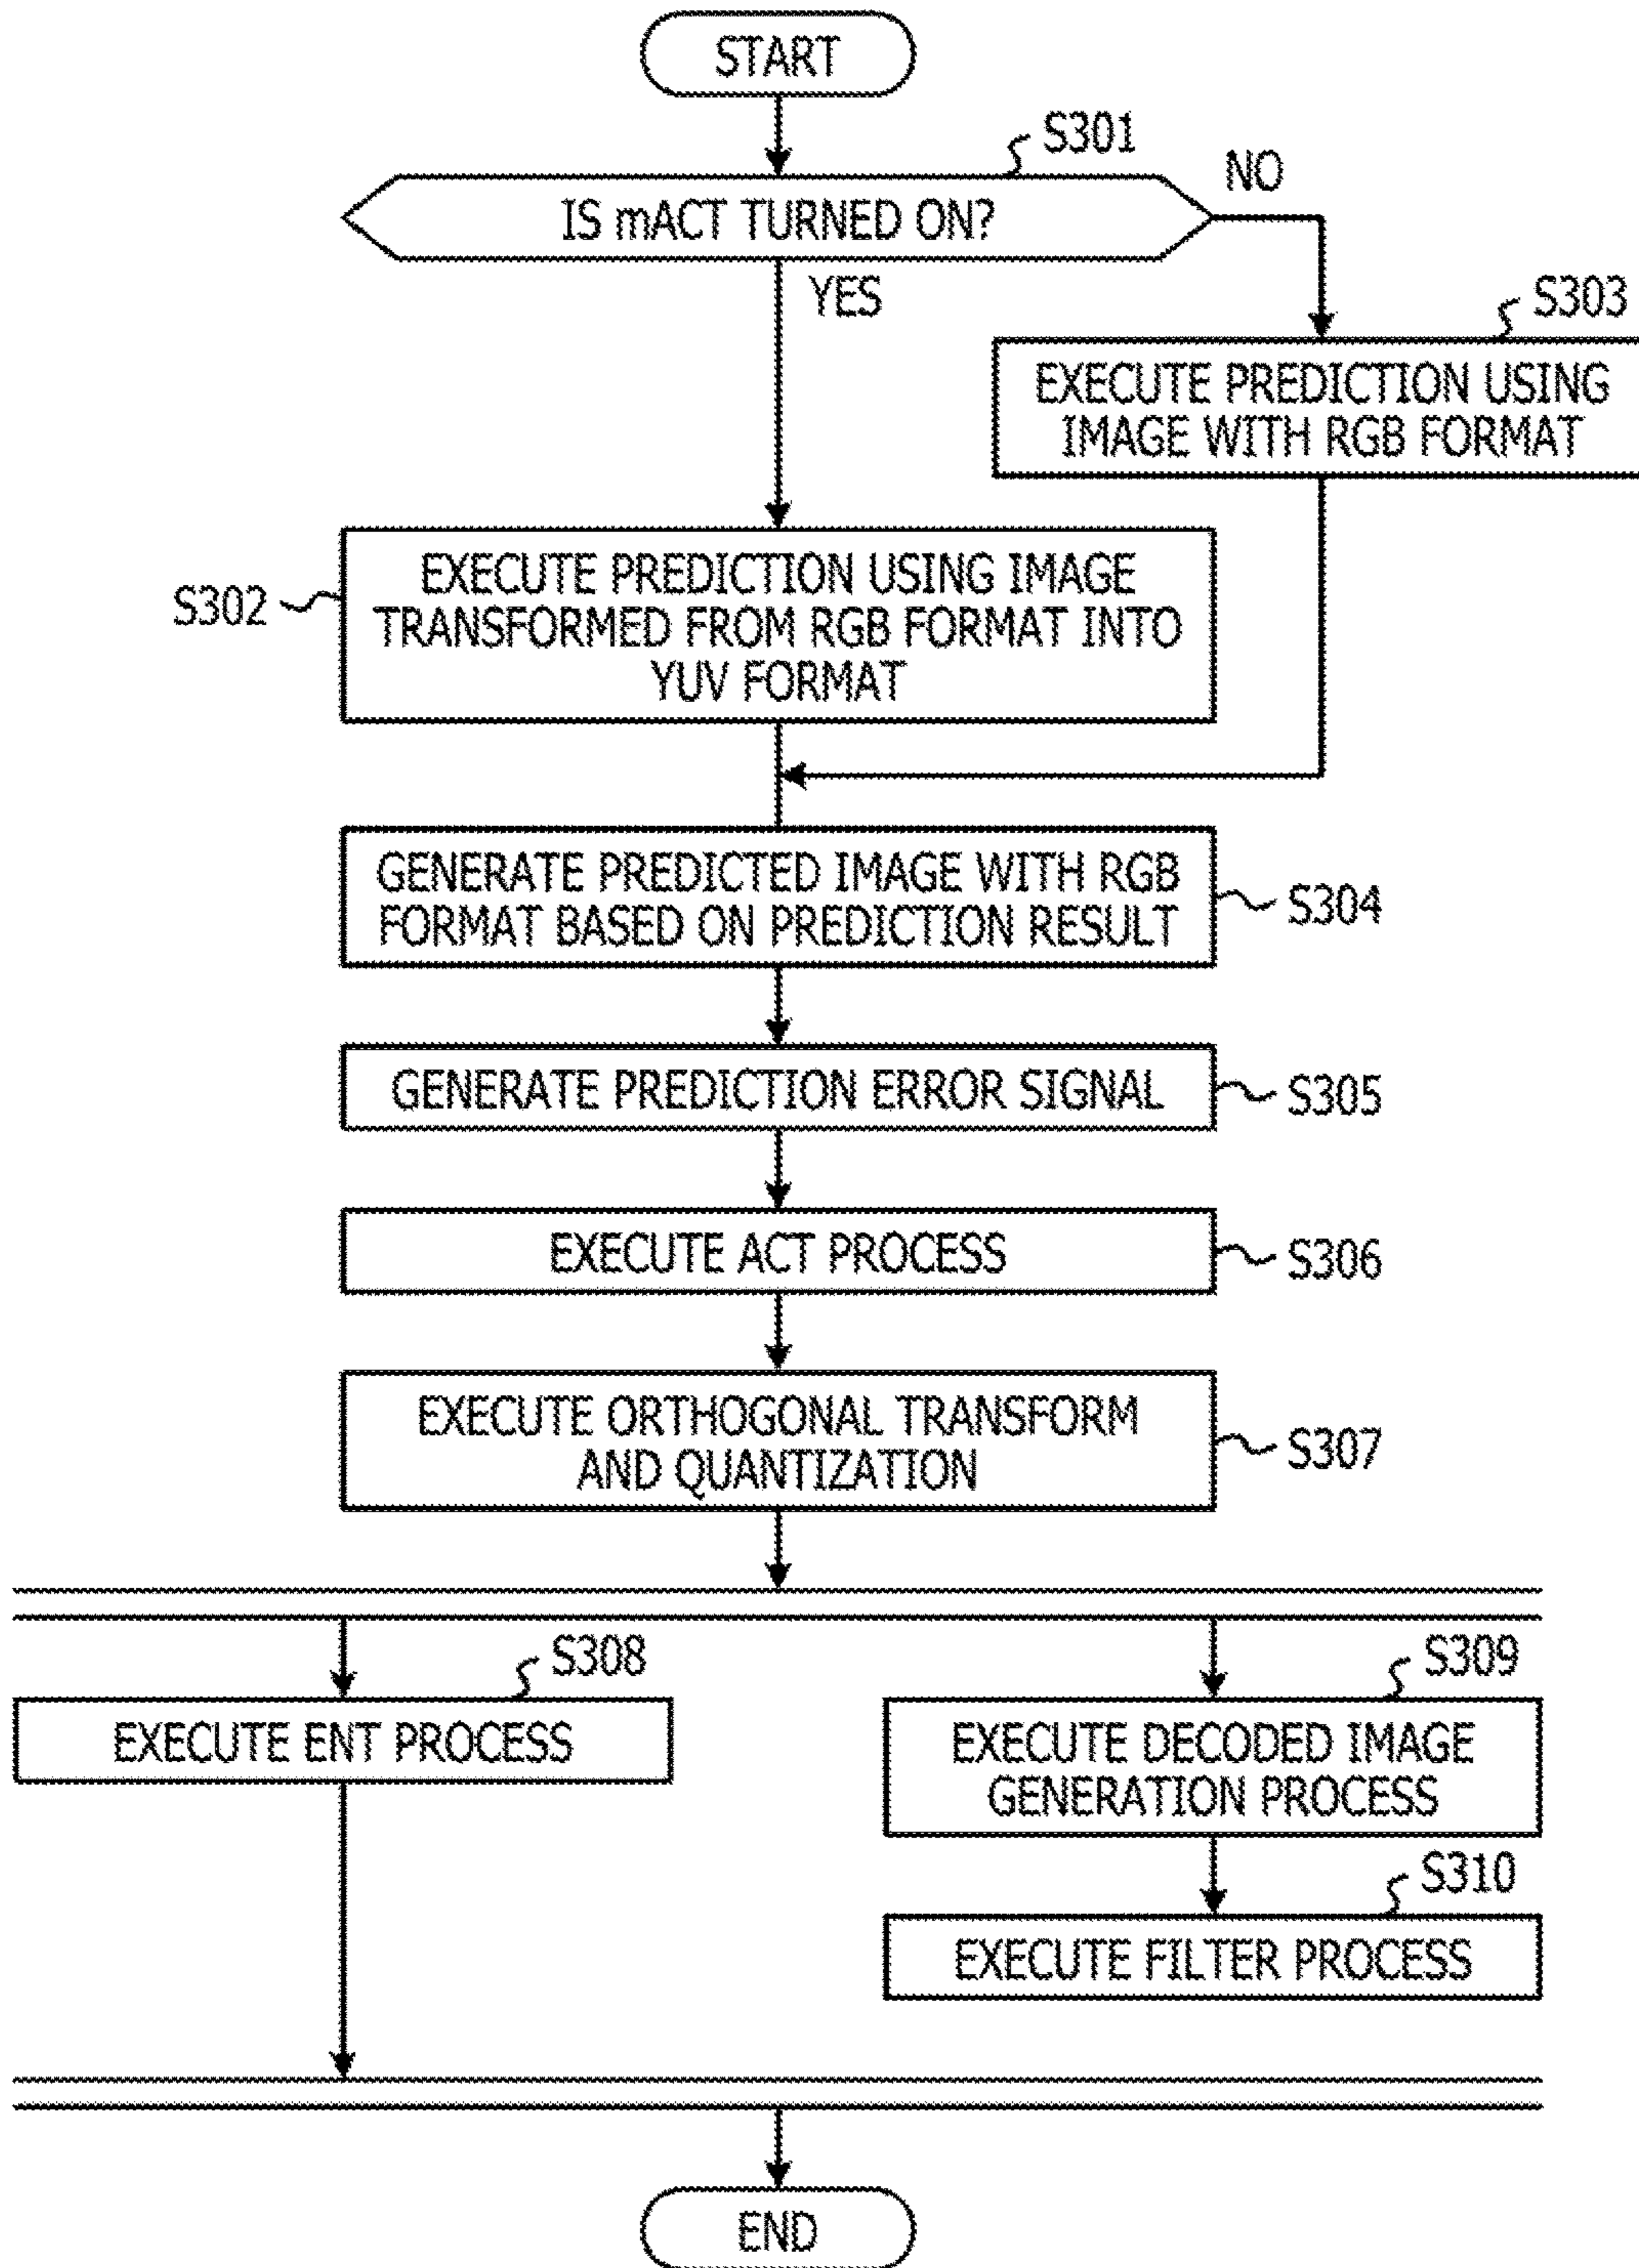 START
S301
NO
IS mACT TURNED ON?
YES
S303
EXECUTE PREDICTION USING
IMAGE WITH RGB FORMAT
S302
EXECUTE PREDICTION USING IMAGE
TRANSFORMED FROM RGB FORMAT INTO
YUV FORMAT
GENERATE PREDICTED IMAGE WITH RGB
FORMAT BASED ON PREDICTION RESULT
S304
GENERATE PREDICTION ERROR SIGNAL
S305
EXECUTE ACT PROCESS
S306
EXECUTE ORTHOGONAL TRANSFORM
AND QUANTIZATION
S307
S308
EXECUTE ENT PROCESS
S309
EXECUTE DECODED IMAGE
GENERATION PROCESS
S310
EXECUTE FILTER PROCESS
END